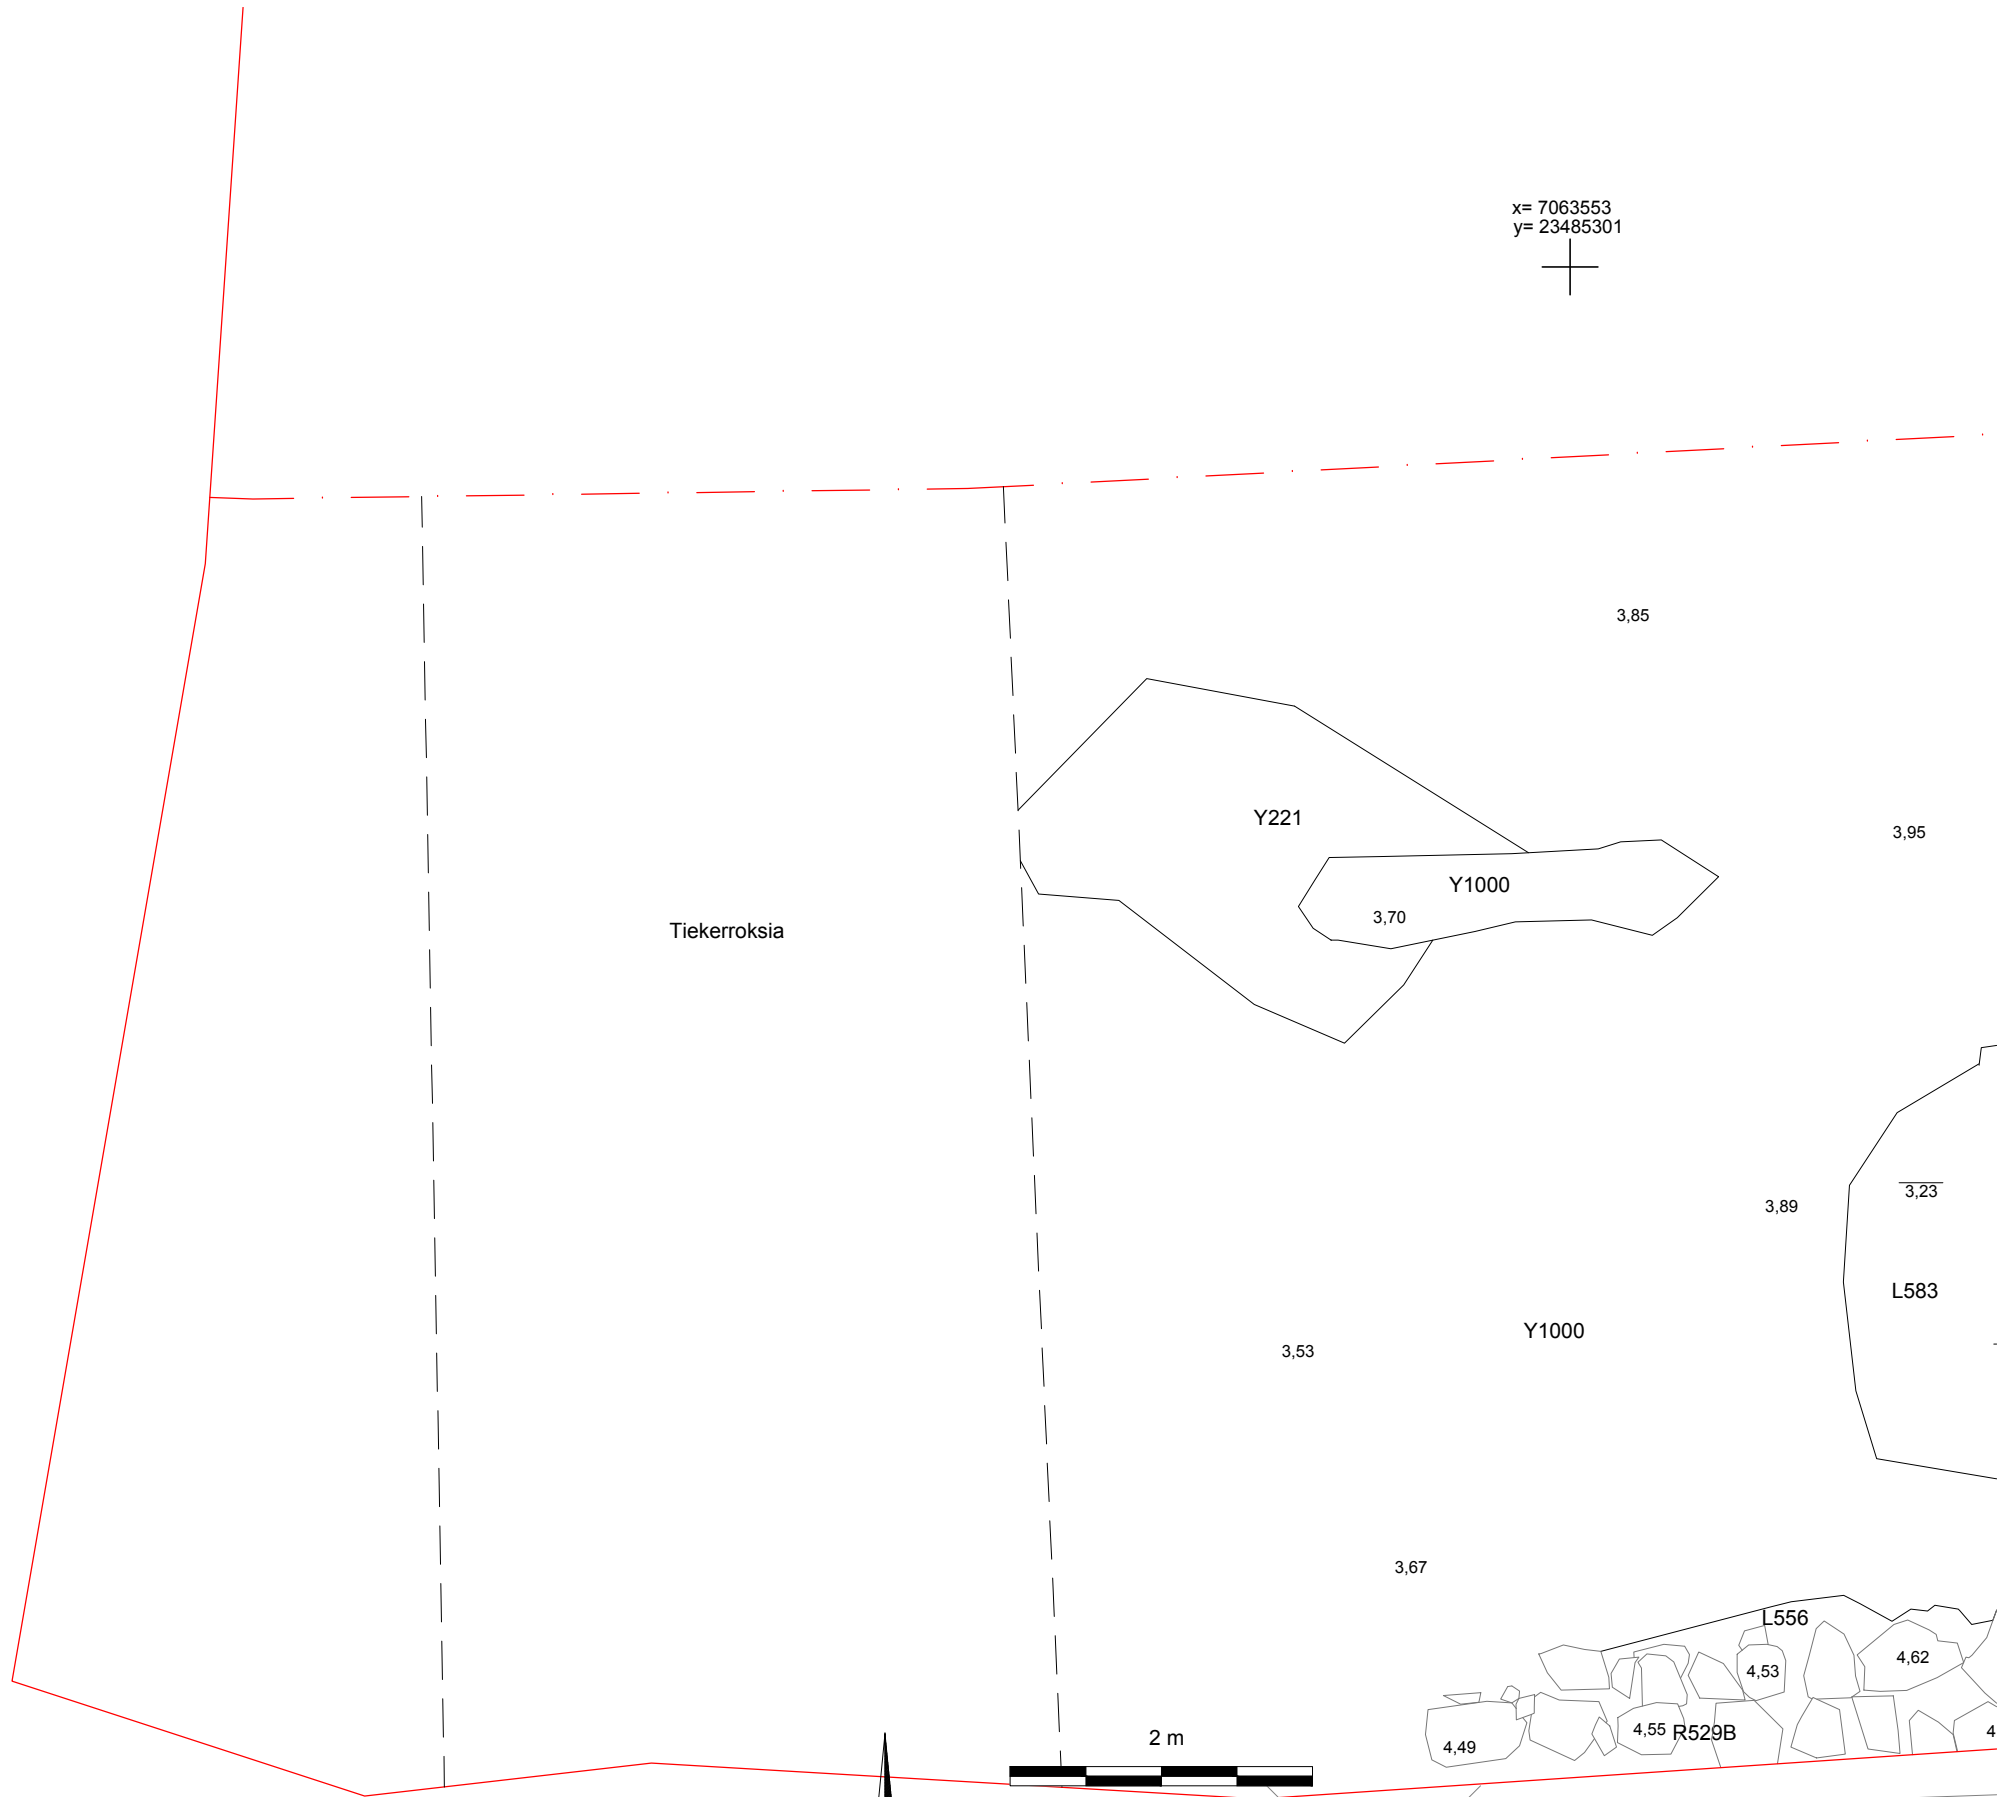 x= 7063553
y= 23485301
3,85
Y221
3,95
Y1000
3,70
Tiekerroksia
3,23
3,89
L583
Y1000
3,53
3,67
L556
4,62
4,53
4,55
R529B
4
2 m
4,49